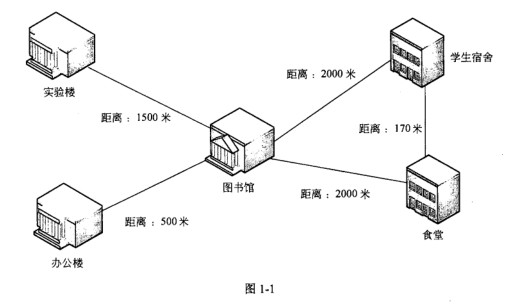 学生宿舍
距离：2000 米
实验楼
距离：1500 米
距离：170 米
图书馆
距离：2000 米
距离：500 米
食堂
办公楼
图 1-1